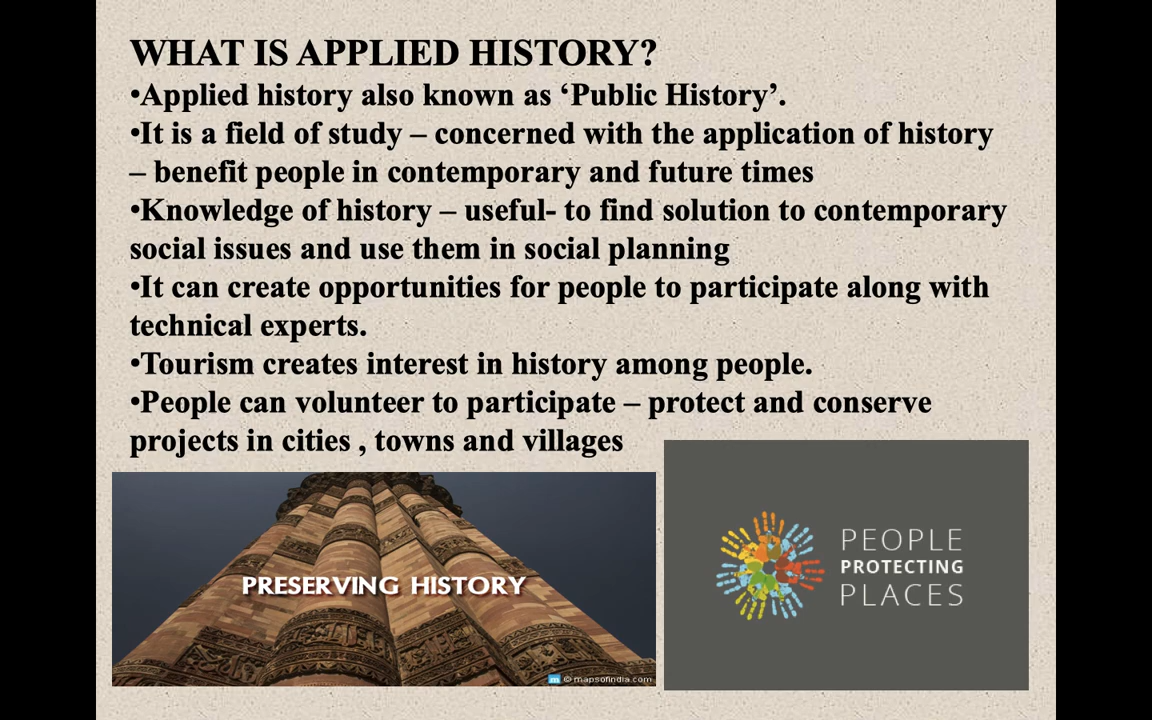 WHAT IS APPLIED HISTORY?
•Applied history also known as ‘Public History’.
•It is a field of study – concerned with the application of history
– benefit people in contemporary and future times
•Knowledge of history – useful- to find solution to contemporary
social issues and use them in social planning
•It can create opportunities for people to participate along with
technical experts.
•Tourism creates interest in history among people.
•People can volunteer to participate – protect and conserve
projects in cities , towns and villages
PRESERVING HISTORY
m © mapsofindia.com
PEOPLE
PROTECTING
PLACES